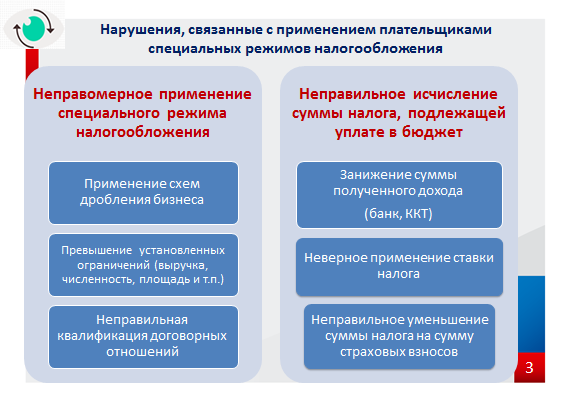 Нарушения, связанные с применением плательщиками
специальных режимов налогообложения
Неправомерное применение
специального режима
налогообложения
Применение схем
дробления бизнеса
Превышение установленных
ограничений (выручка,
численность, площадь и т.п.)
Неправильная
квалификация договорных
отношений
Неправильное исчисление
суммы налога, подлежащей
уплате в бюджет
Занижение суммы
полученного дохода
(банк, ККТ)
Неверное применение ставки
налога
Неправильное уменьшение
суммы налога на сумму
страховых взносов
3